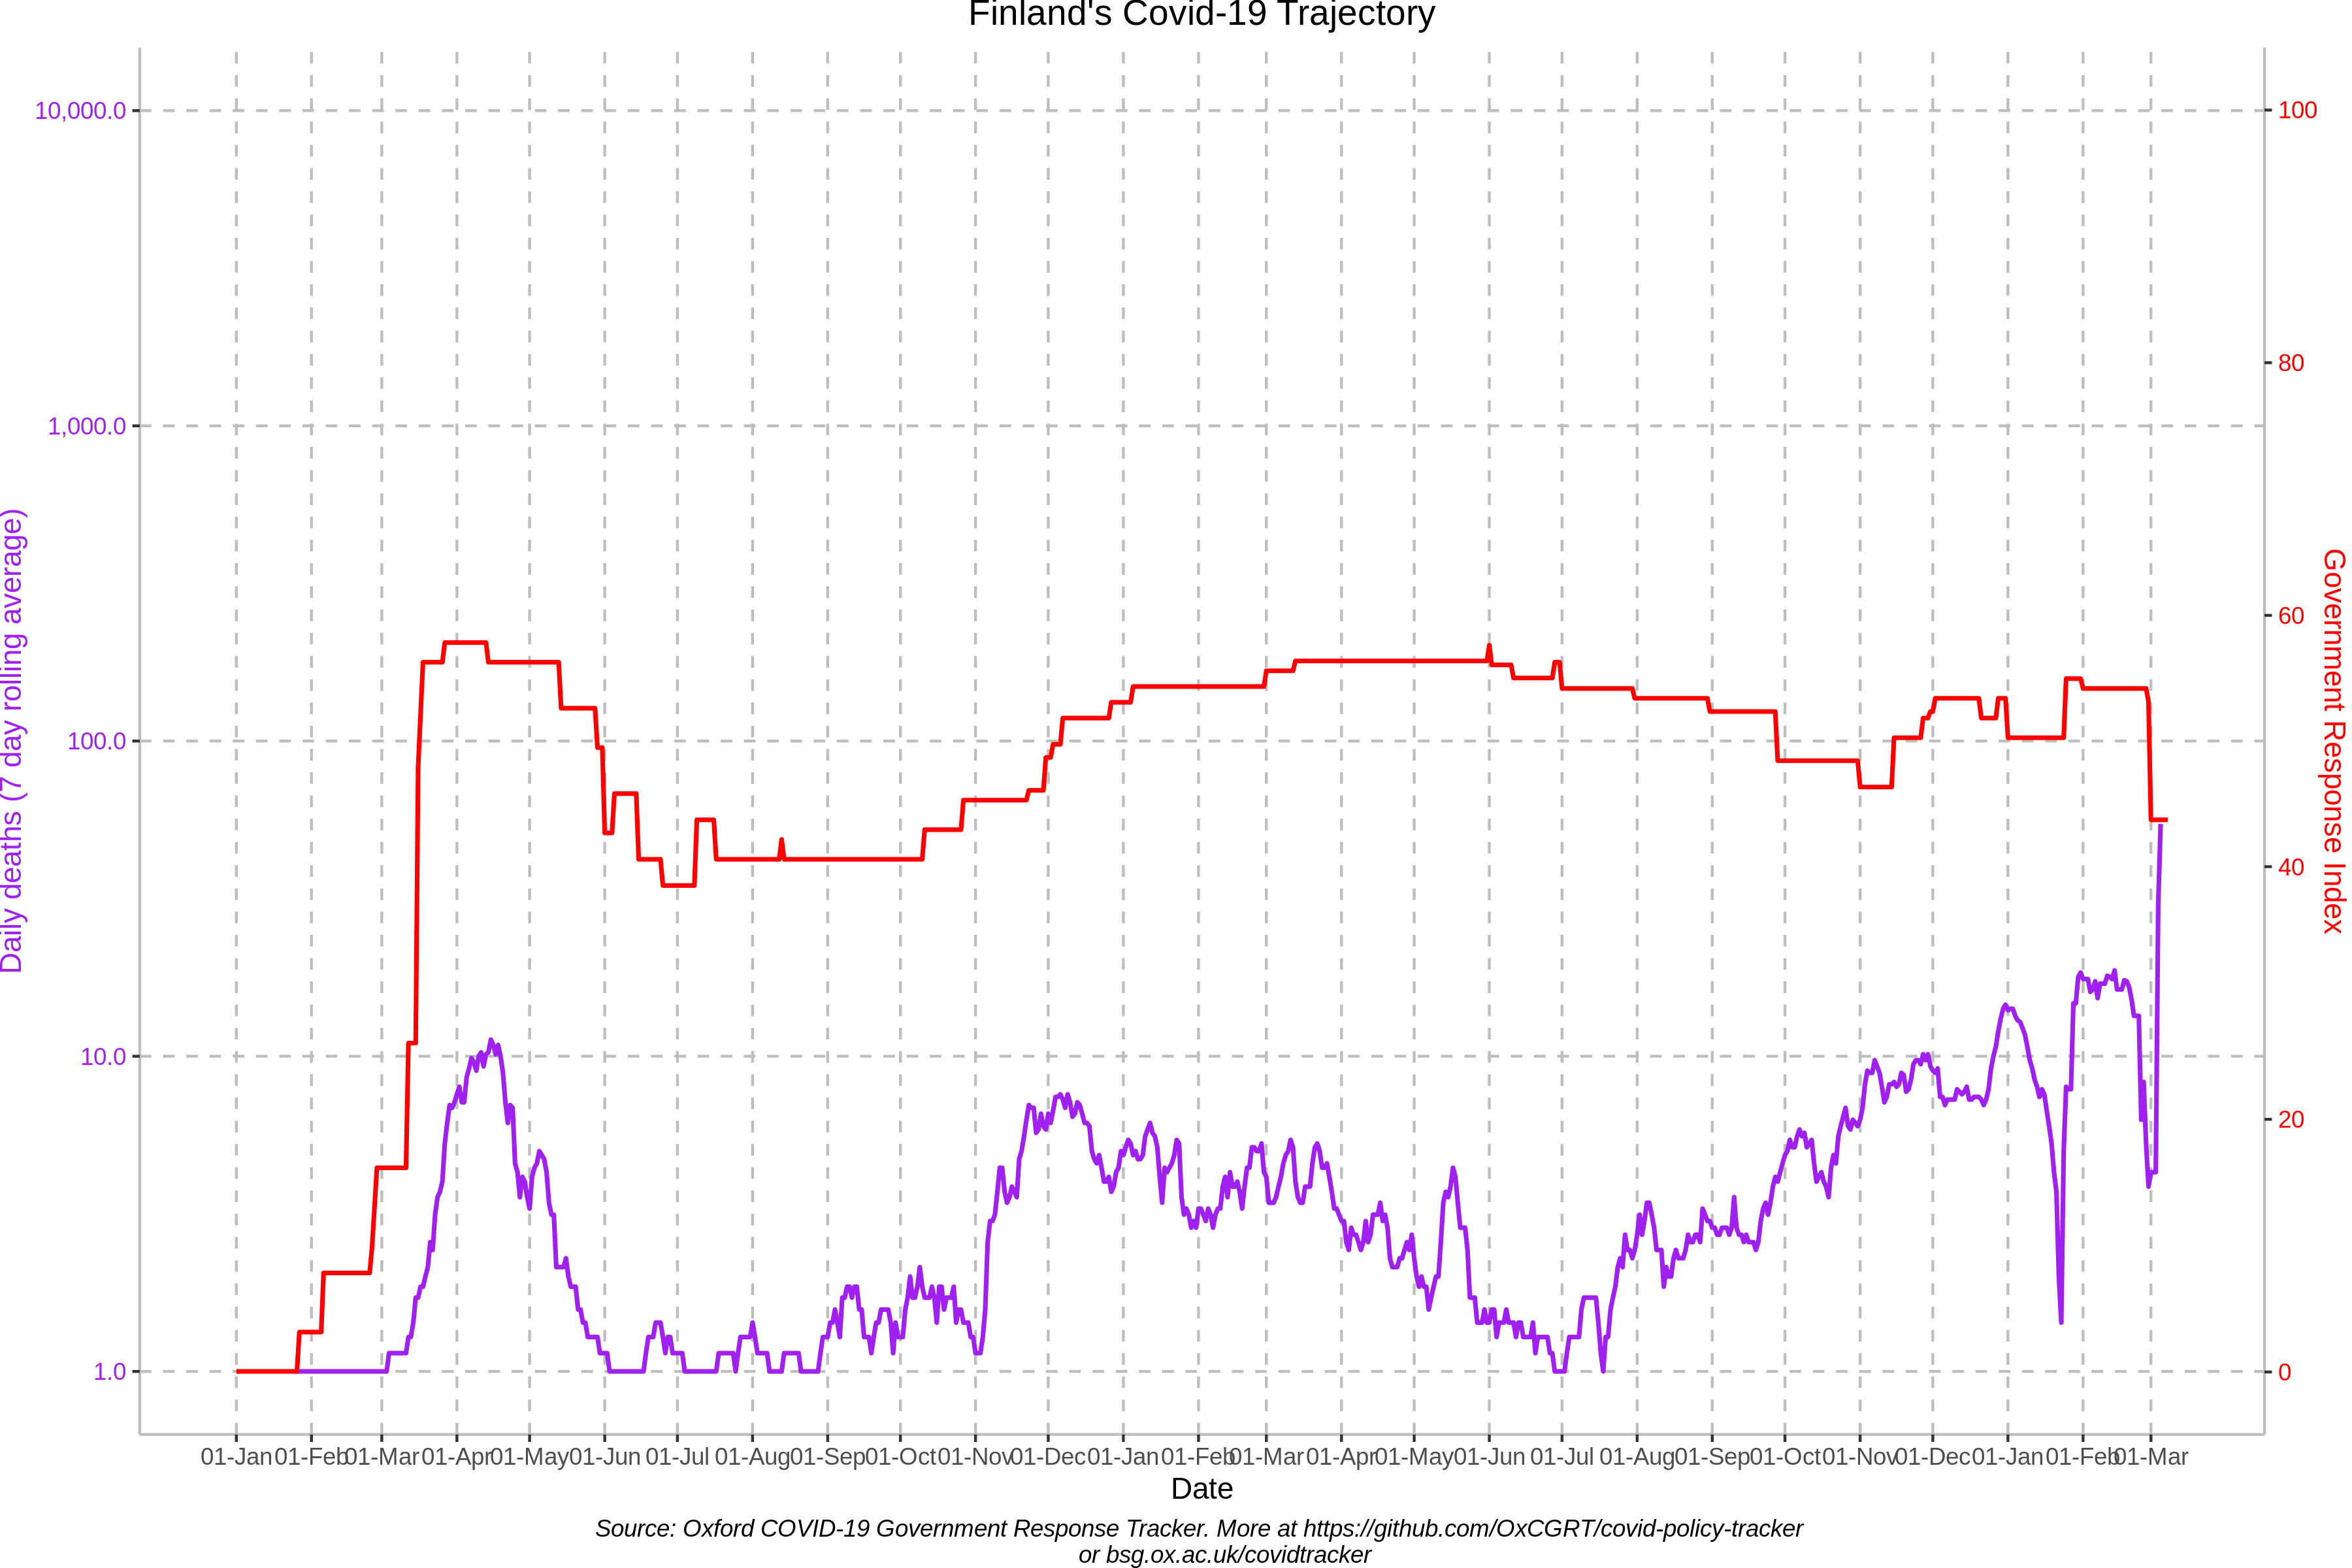 Finland's Covid-19 Trajectory
10,000.0
1,000.0
100.0
10.0
1.0
Daily deaths (7 day rolling average)
100
80
60
40
20
0
Government Response Index
01-Jan 01-Feb 01-Mar 01-Apr 01-May 01-Jun 01-Jul 01-Aug 01-Sep 01-Oct 01-Nov 01-Dec 01-Jan 01-Feb 01-Mar 01-Apr 01-May 01-Jun 01-Jul 01-Aug 01-Sep 01-Oct 01-Nov 01-Dec 01-Jan 01-Feb 01-Mar
Date
Source: Oxford COVID-19 Government Response Tracker. More at https://github.com/OxCGRT/covid-policy-tracker
or bsg.ox.ac.uk/covidtracker